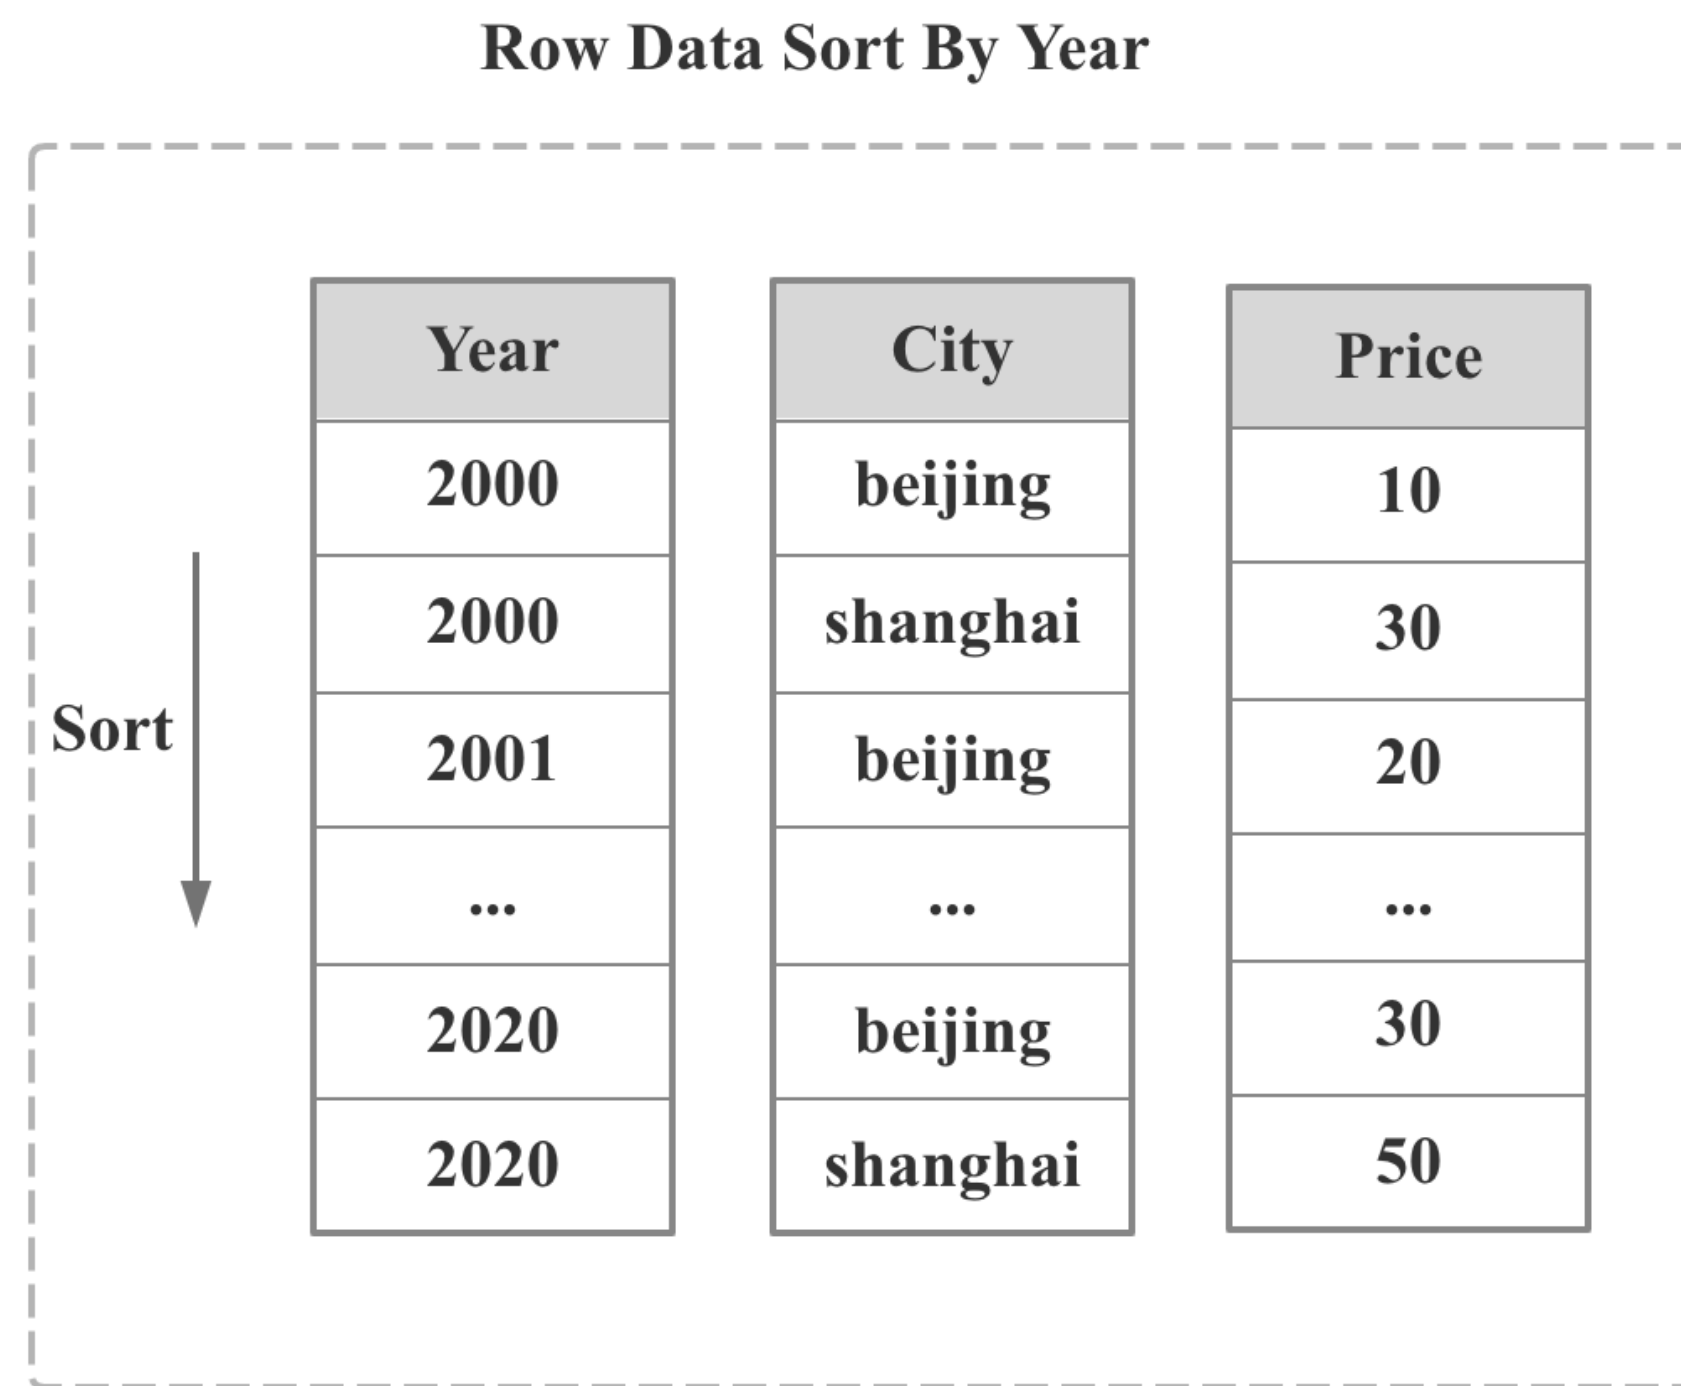 Row Data Sort By Year
Year City Price
2000 beijing 10
2000 shanghai 30
Sort
2001 beijing 20
... ... ...
2020 beijing 30
2020 shanghai 50